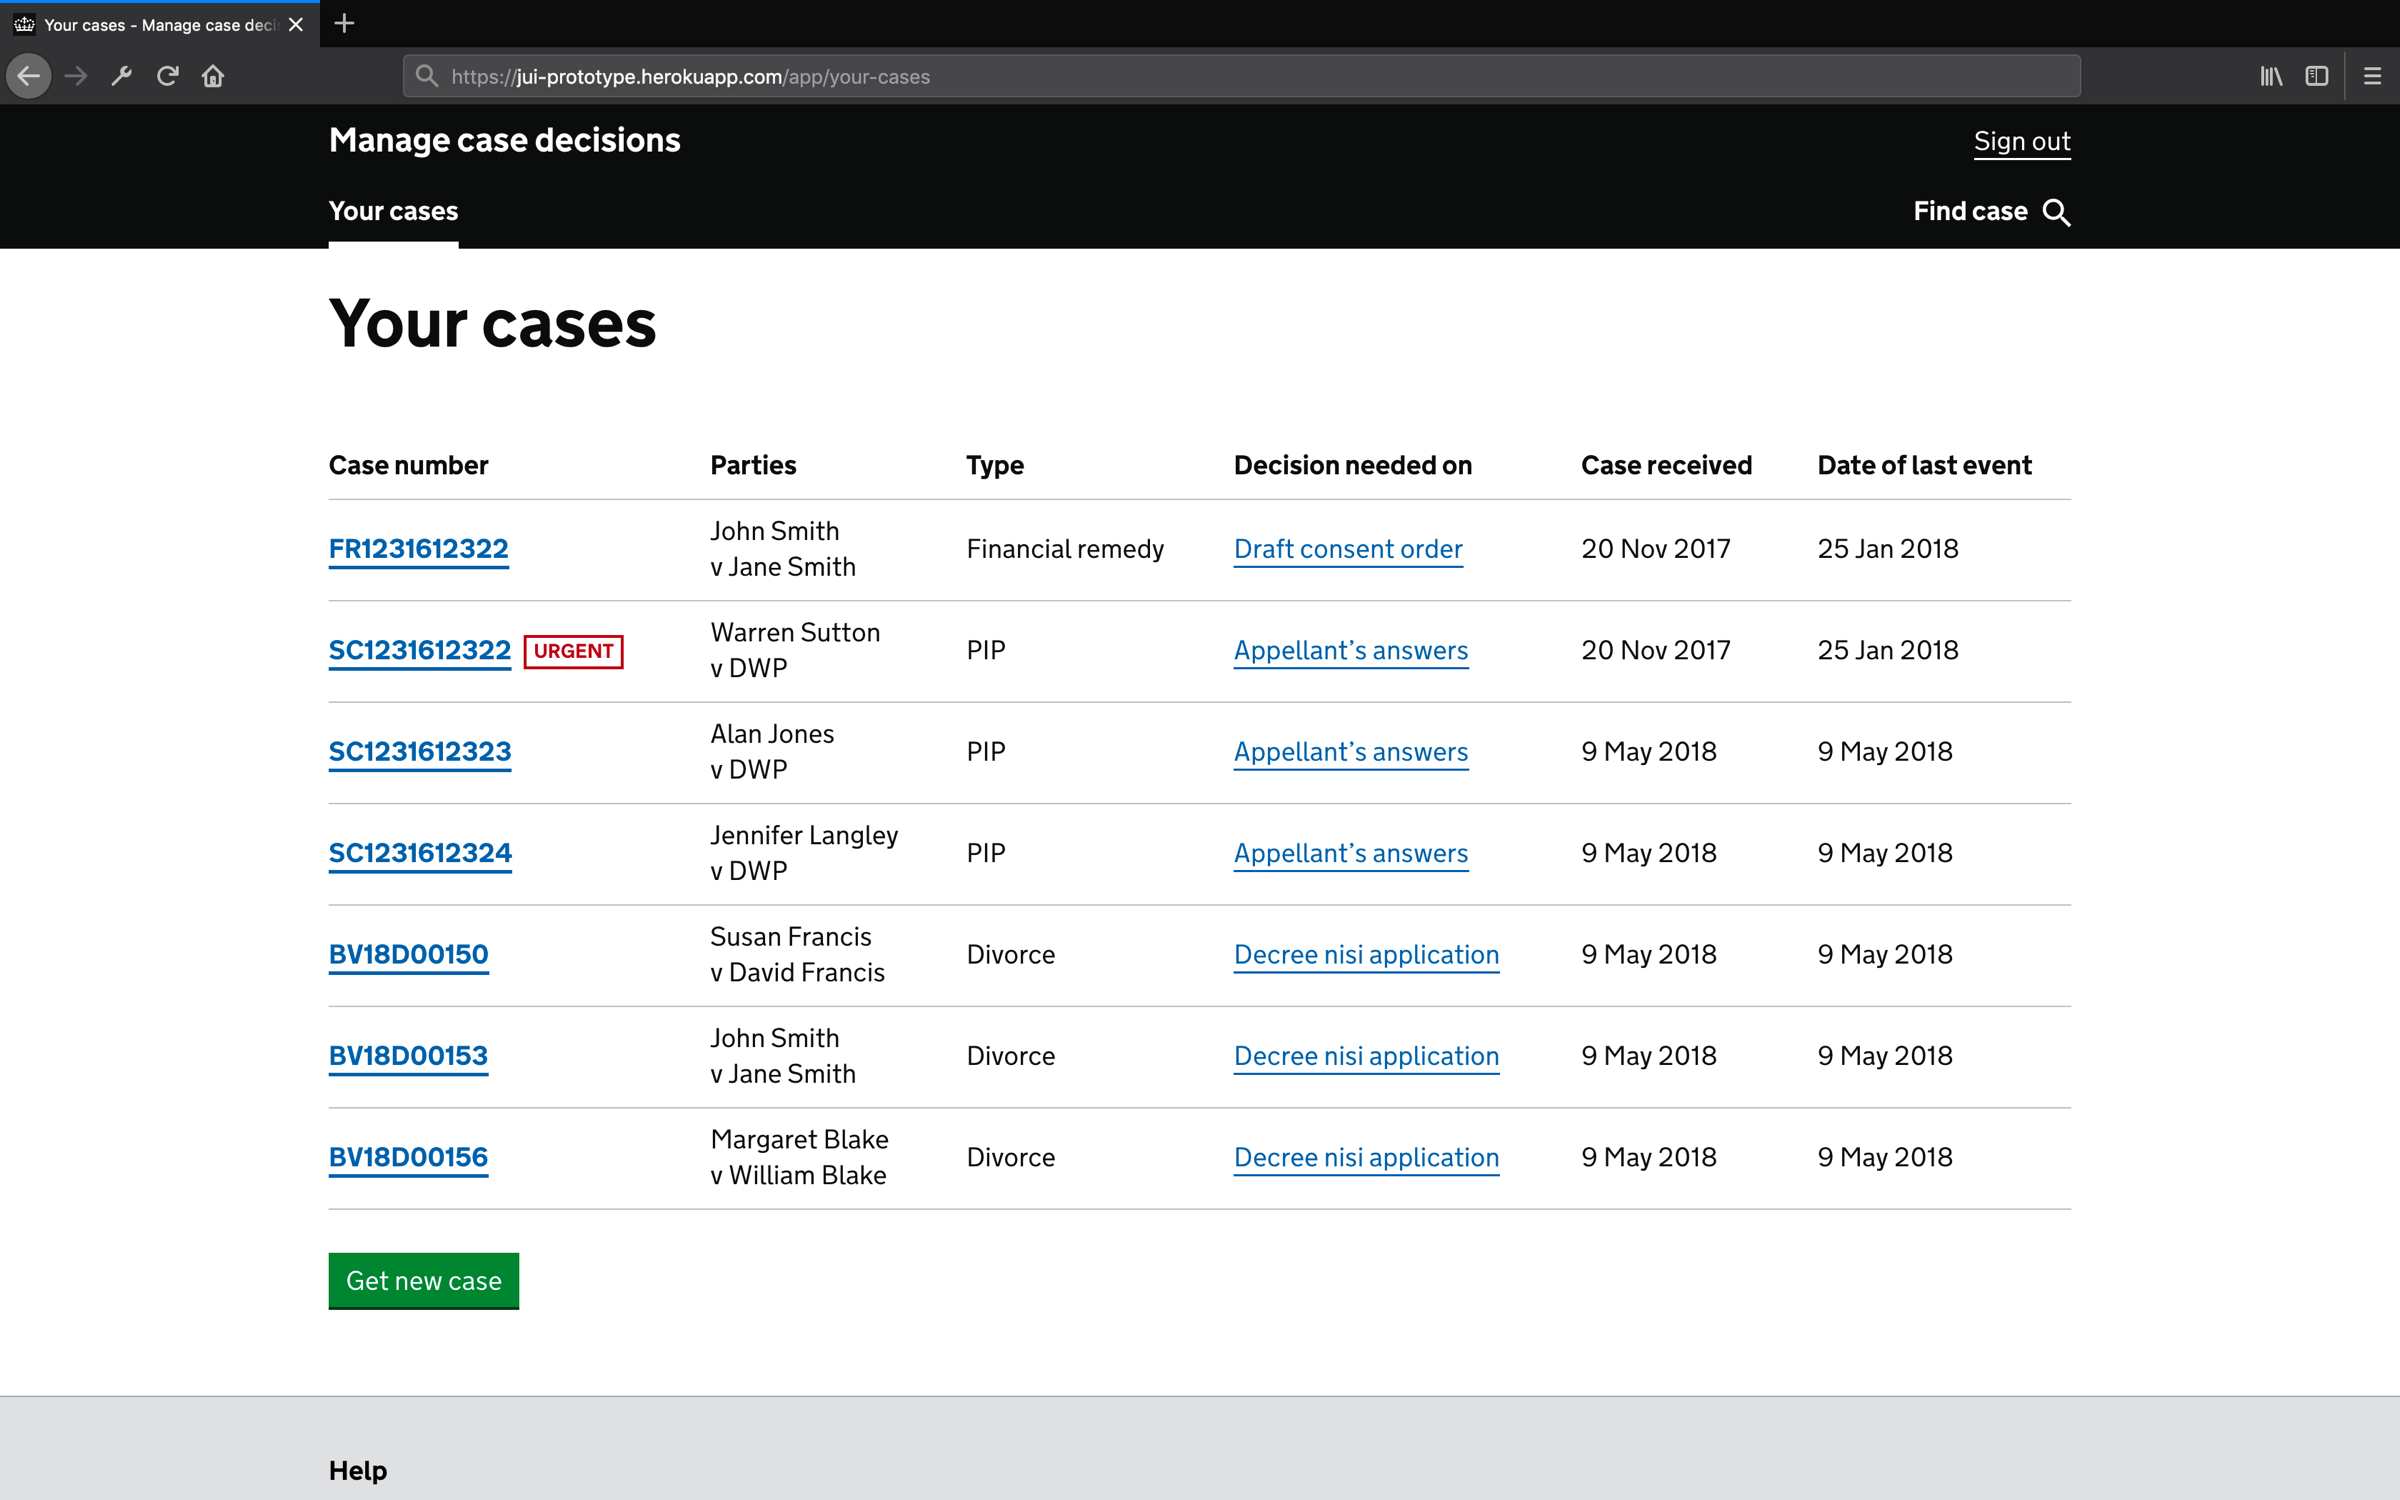 Your cases - Manage case deci
https://jui-prototype.herokuapp.com/app/your-cases
Manage case decisions
Sign out
Your cases
Find case
Your cases
Case number Parties Type Decision needed on Case received Date of last event
FR1231612322 John Smith v Jane Smith Financial remedy Draft consent order 20 Nov 2017 25 Jan 2018
SC1231612322 URGENT Warren Sutton v DWP PIP Appellant’s answers 20 Nov 2017 25 Jan 2018
SC1231612323 Alan Jones v DWP PIP Appellant’s answers 9 May 2018 9 May 2018
SC1231612324 Jennifer Langley v DWP PIP Appellant’s answers 9 May 2018 9 May 2018
BV18D00150 Susan Francis v David Francis Divorce Decree nisi application 9 May 2018 9 May 2018
BV18D00153 John Smith v Jane Smith Divorce Decree nisi application 9 May 2018 9 May 2018
BV18D00156 Margaret Blake v William Blake Divorce Decree nisi application 9 May 2018 9 May 2018
Get new case
Help